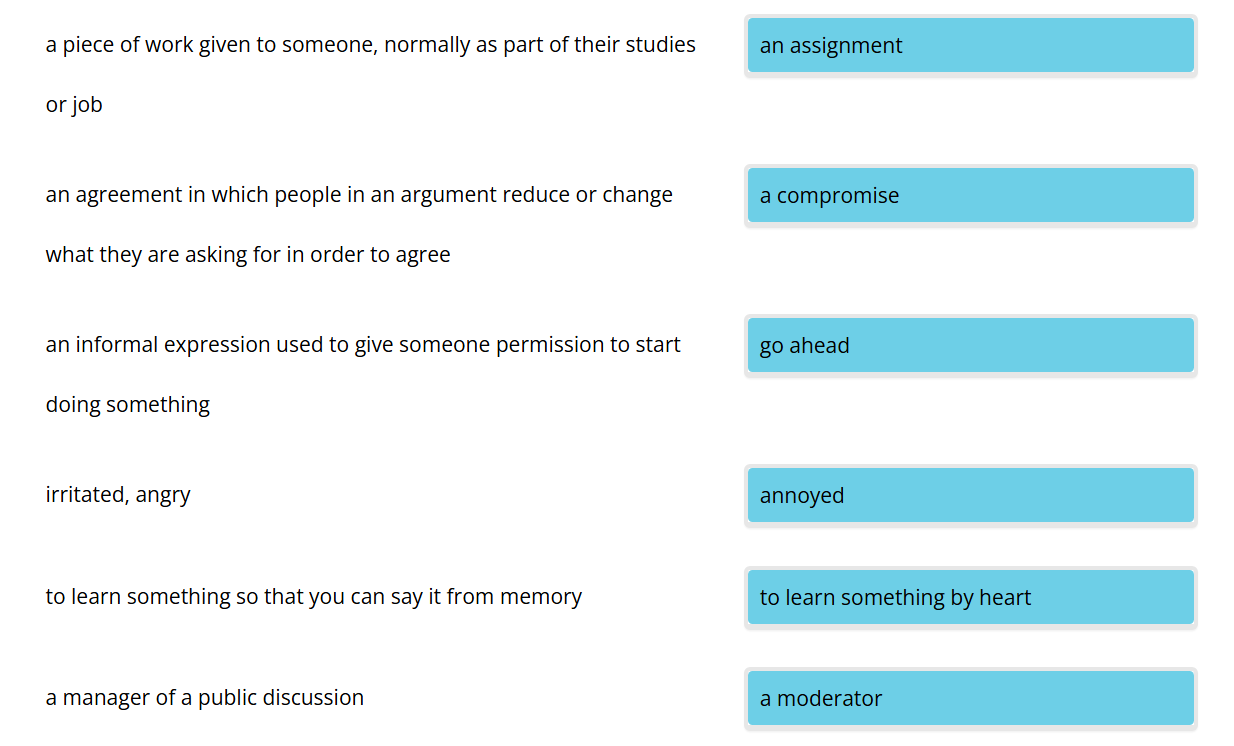 a piece of work given to someone, normally as part of their studies
or job
an assignment
an agreement in which people in an argument reduce or change
what they are asking for in order to agree
a compromise
an informal expression used to give someone permission to start
doing something
go ahead
irritated, angry
annoyed
to learn something so that you can say it from memory
to learn something by heart
a manager of a public discussion
a moderator